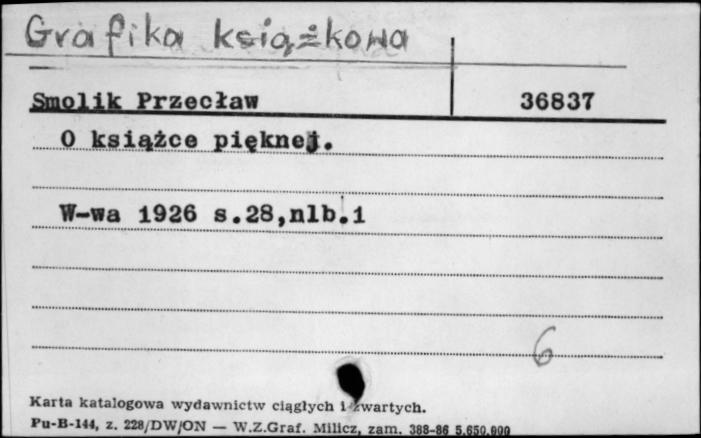 Grafika książkowa
Smolik Przecław 36837
O książce pięknej.
W-wa 1926 s.28,nlb.1
6
Karta katalogowa wydawnictw ciągłych i zwartych.
Pu-B-144, z. 228/DW/ON — W.Z.Graf. Milicz, zam. 388-86 5.650.000